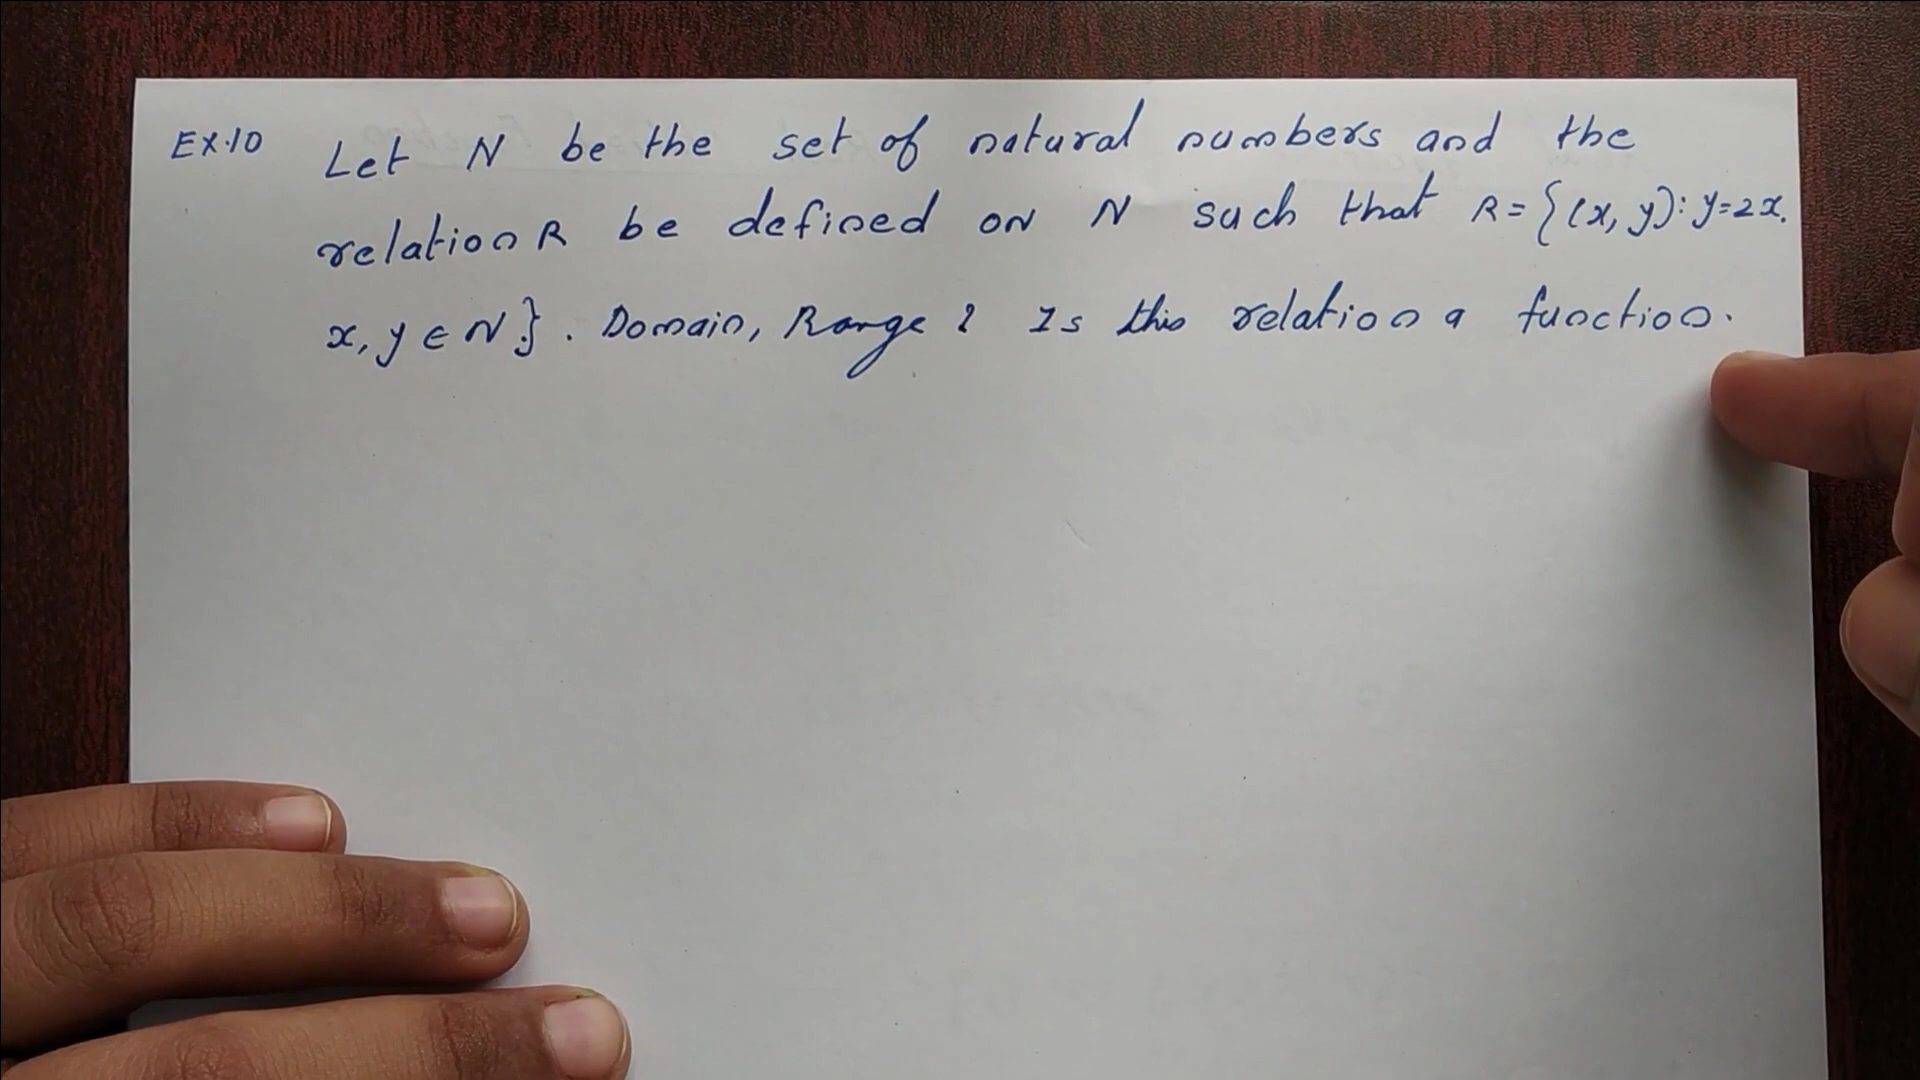 Ex.10 Let N be the set of natural numbers and the
relation R be defined on N such that R = {(x, y): y=2x,
x, y ∈ N}. Domain, Range? Is this relation a function.